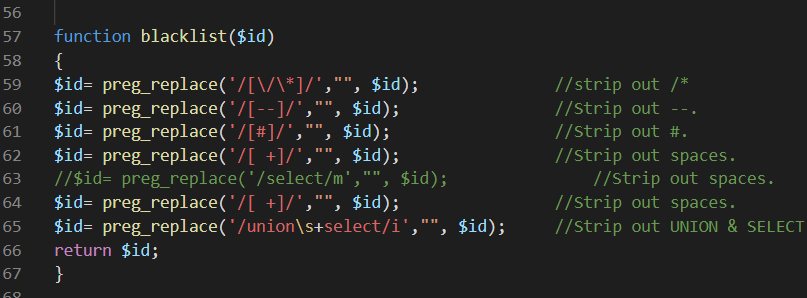 56
57 function blacklist($id)
58 {
59 $id= preg_replace('/[\/\*]/',"", $id); //strip out /*
60 $id= preg_replace('/[--]/',"", $id); //Strip out --.
61 $id= preg_replace('/[#]/',"", $id); //Strip out #.
62 $id= preg_replace('/[ +]/',"", $id); //Strip out spaces.
63 //$id= preg_replace('/select/m',"", $id); //Strip out spaces.
64 $id= preg_replace('/[ +]/',"", $id); //Strip out spaces.
65 $id= preg_replace('/union\s+select/i',"", $id); //Strip out UNION & SELECT
66 return $id;
67 }
68